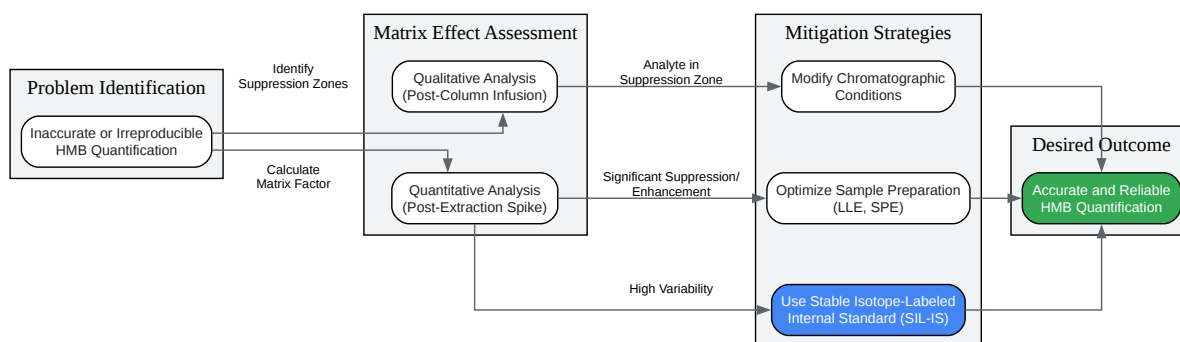 Problem Identification
Inaccurate or Irreproducible
HMB Quantification
Identify
Suppression Zones
Calculate
Matrix Factor
Matrix Effect Assessment
Qualitative Analysis
(Post-Column Infusion)
Quantitative Analysis
(Post-Extraction Spike)
Analyte in
Suppression Zone
Significant Suppression/
Enhancement
High Variability
Mitigation Strategies
Modify Chromatographic
Conditions
Optimize Sample Preparation
(LLE, SPE)
Use Stable Isotope-Labeled
Internal Standard (SIL-IS)
Desired Outcome
Accurate and Reliable
HMB Quantification